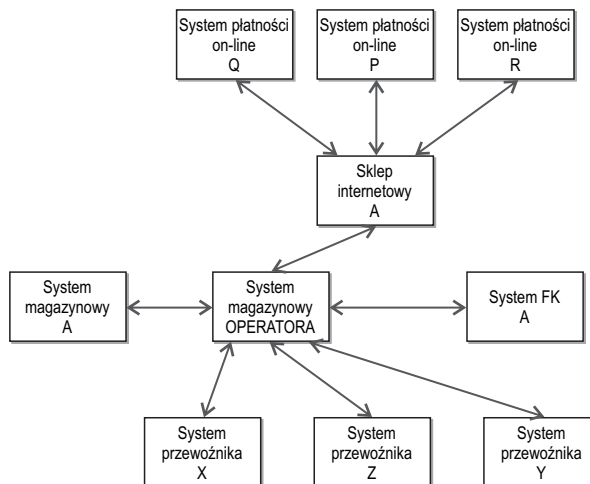 System płatności
on-line
Q
System płatności
on-line
P
System płatności
on-line
R
Sklep
internetowy
A
System
magazynowy
A
System
magazynowy
OPERATORA
System FK
A
System
przewoźnika
X
System
przewoźnika
Z
System
przewoźnika
Y